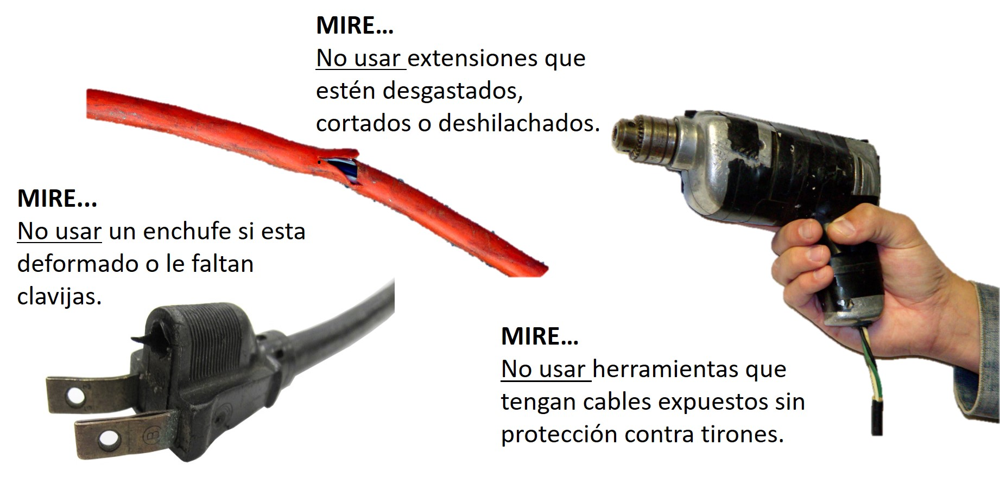 MIRE...
No usar extensiones que
estén desgastados,
cortados o deshilachados.
MIRE...
No usar un enchufe si esta
deformado o le faltan
clavijas.
MIRE...
No usar herramientas que
tengan cables expuestos sin
protección contra tirones.